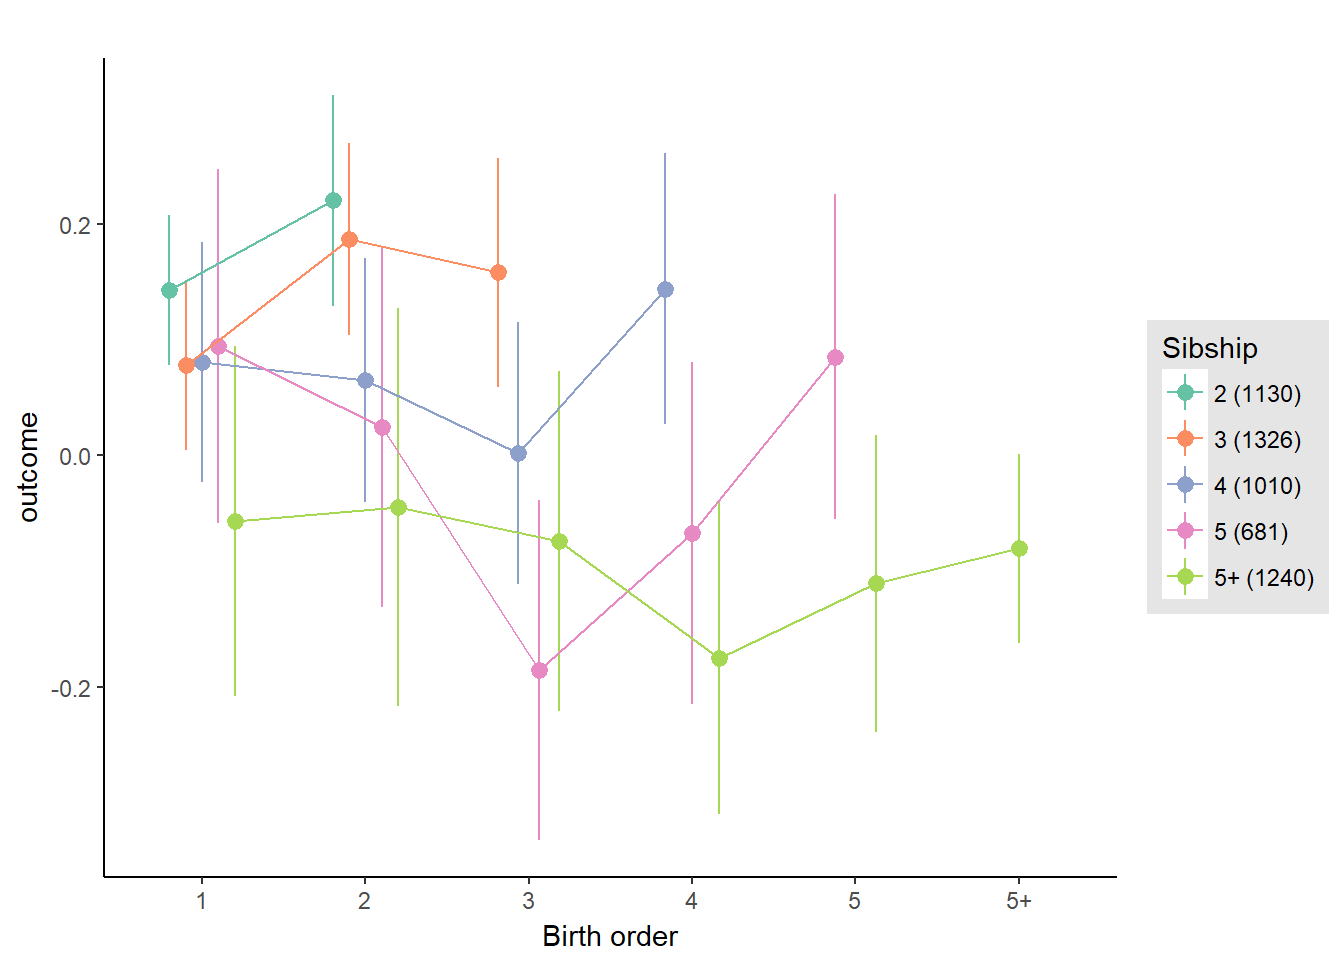 0.2
0.0
-0.2
outcome
1 2 3 4 5 5+
Birth order
Sibship
2 (1130)
3 (1326)
4 (1010)
5 (681)
5+ (1240)